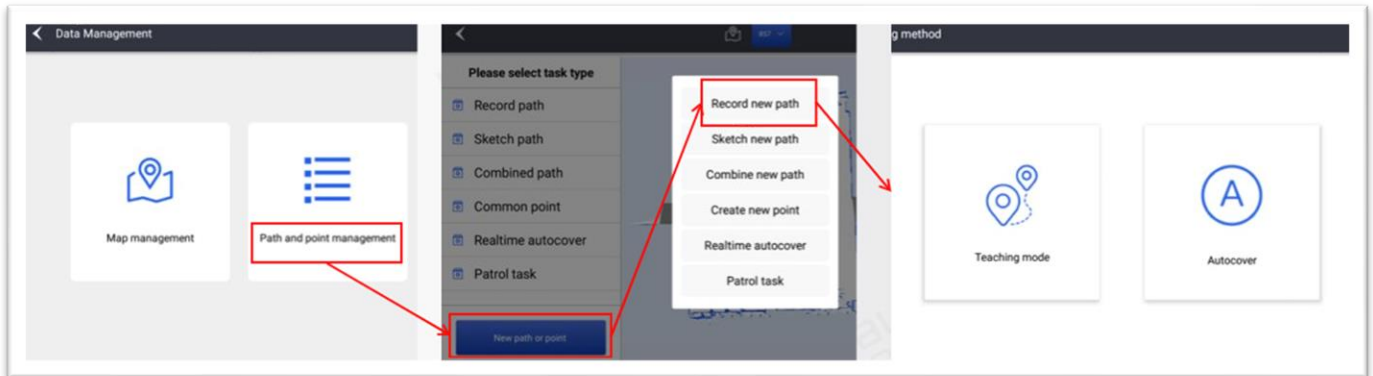 Data Management
Map management
Path and point management
Please select task type
Record path
Sketch path
Combined path
Common point
Realtime autocover
Patrol task
New path or point
Record new path
Sketch new path
Combine new path
Create new point
Realtime autocover
Patrol task
g method
Teaching mode
A
Autocover